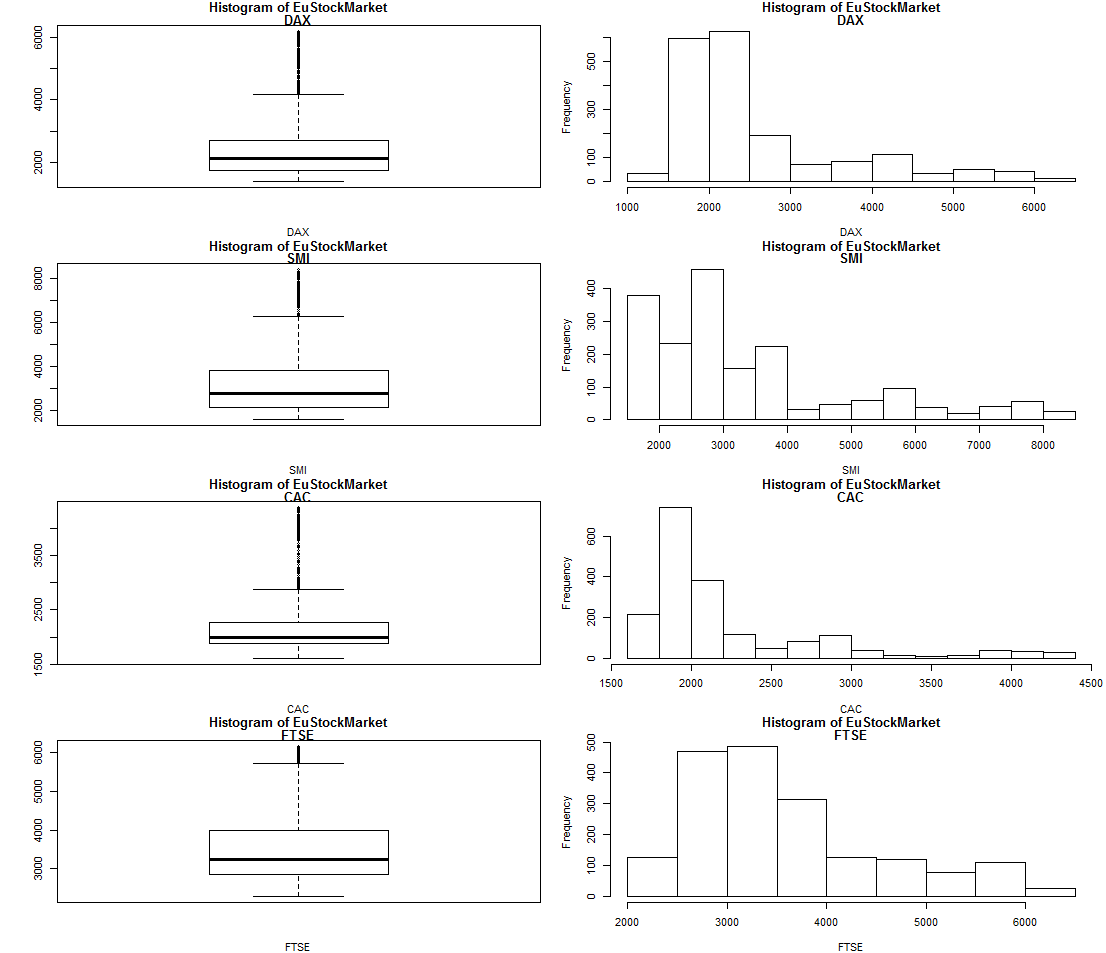 Histogram of EuStockMarket
DAX
2000 4000 6000
DAX
Histogram of EuStockMarket
DAX
Frequency
0 100 300 500
1000 2000 3000 4000 5000 6000
DAX
Histogram of EuStockMarket
SMI
2000 4000 6000 8000
SMI
Histogram of EuStockMarket
SMI
Frequency
0 100 200 300 400
2000 3000 4000 5000 6000 7000 8000
SMI
Histogram of EuStockMarket
CAC
1500 2500 3500
CAC
Histogram of EuStockMarket
CAC
Frequency
0 200 400 600
1500 2000 2500 3000 3500 4000 4500
CAC
Histogram of EuStockMarket
FTSE
3000 4000 5000 6000
FTSE
Histogram of EuStockMarket
FTSE
Frequency
0 100 200 300 400 500
2000 3000 4000 5000 6000
FTSE